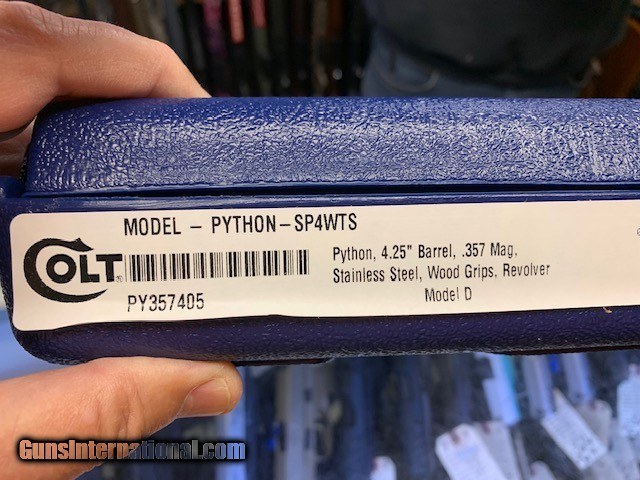 MODEL - PYTHON-SP4WTS
COLT
Python, 4.25" Barrel, .357 Mag,
Stainless Steel, Wood Grips, Revolver
Model D
PY357405
GunsInternational.com